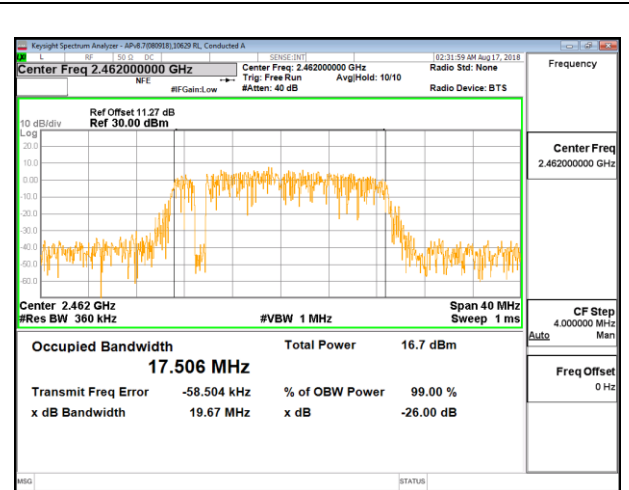 Keysight Spectrum Analyzer - APv8.7(080918),10629 RL, Conducted A
L RF 50 Ω DC SENSE:INT 02:31:59 AM Aug 17, 2018
Center Freq 2.462000000 GHz Center Freq: 2.462000000 GHz Radio Std: None
NFE Trig: Free Run Avg|Hold: 10/10
#IFGain:Low #Atten: 40 dB Radio Device: BTS
Frequency
Ref Offset 11.27 dB
10 dB/div Ref 30.00 dBm
Log
20.0
10.0
0.00
-10.0
-20.0
-30.0
-40.0
-50.0
-60.0
Center Freq
2.462000000 GHz
Center 2.462 GHz Span 40 MHz
#Res BW 360 kHz #VBW 1 MHz Sweep 1 ms
CF Step
4.000000 MHz
Auto Man
Occupied Bandwidth Total Power 16.7 dBm
17.506 MHz
Transmit Freq Error -58.504 kHz % of OBW Power 99.00 %
x dB Bandwidth 19.67 MHz x dB -26.00 dB
Freq Offset
0 Hz
MSG STATUS